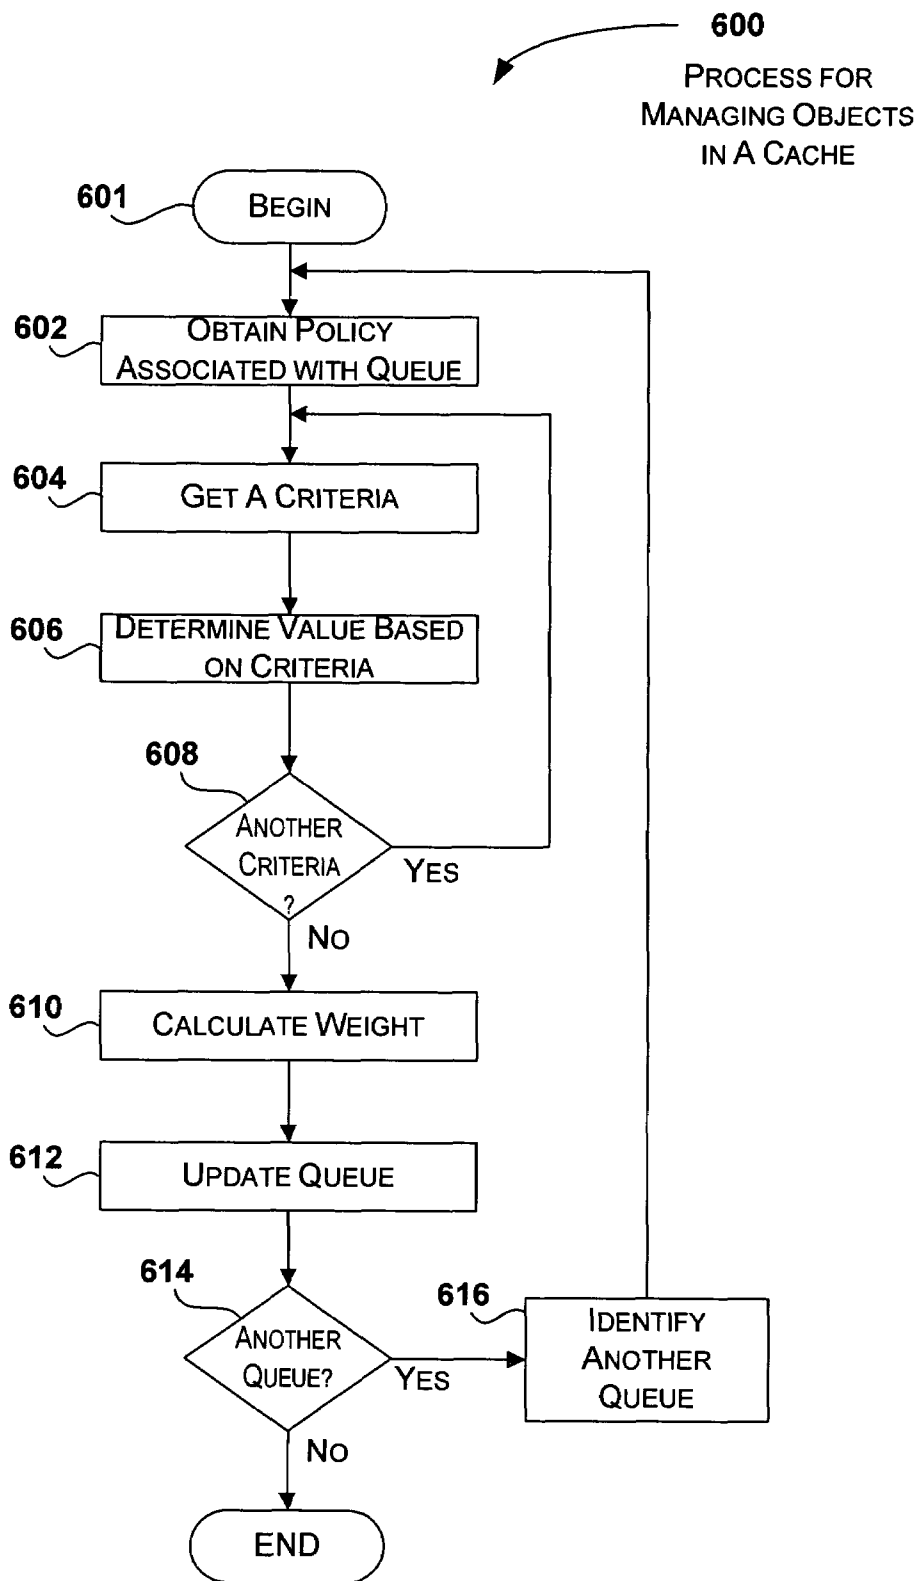 600
PROCESS FOR
MANAGING OBJECTS
IN A CACHE
601
BEGIN
602
OBTAIN POLICY
ASSOCIATED WITH QUEUE
604
GET A CRITERIA
606
DETERMINE VALUE BASED
ON CRITERIA
608
ANOTHER
CRITERIA
?
YES
NO
610
CALCULATE WEIGHT
612
UPDATE QUEUE
614
ANOTHER
QUEUE?
YES
616
IDENTIFY
ANOTHER
QUEUE
NO
END